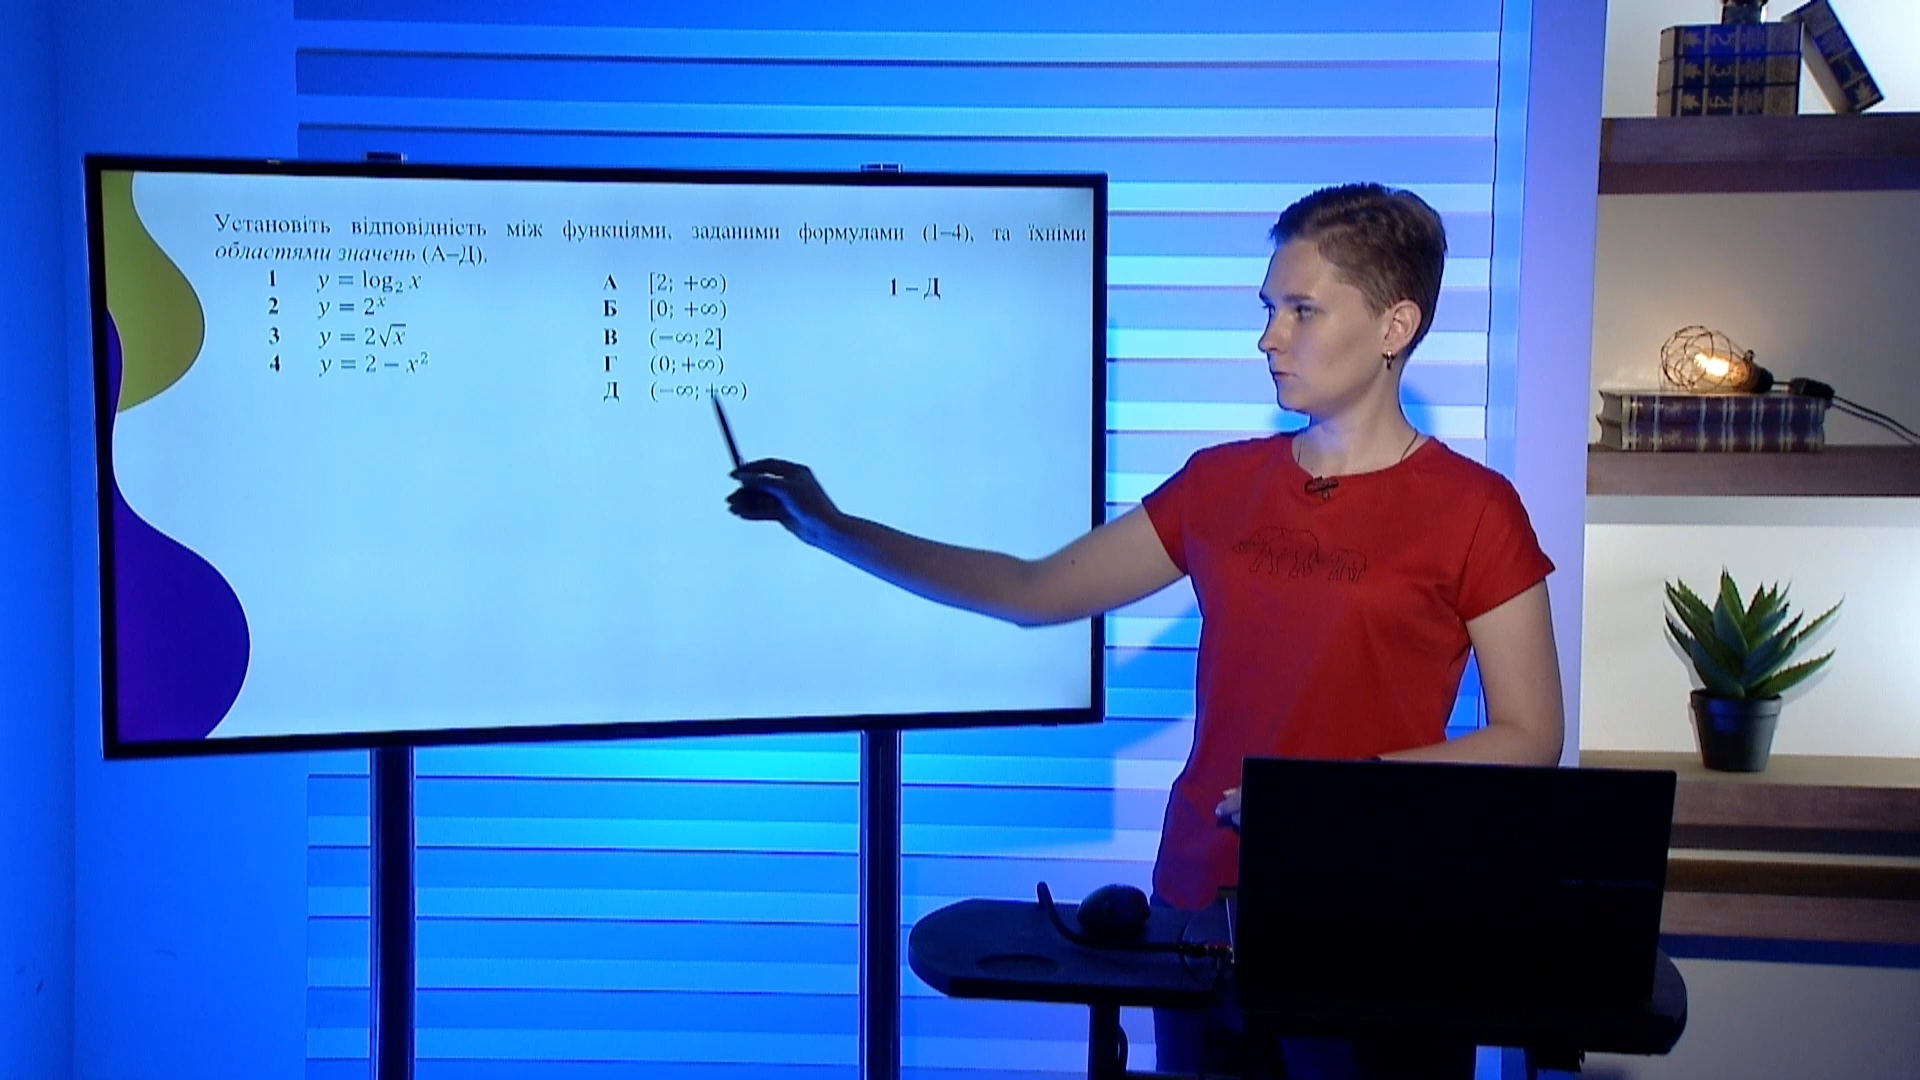 Установіть відповідність між функціями, заданими формулами (1–4), та їхніми
областями значень (А–Д).
1 y = log₂ x А [2; +∞) 1 – Д
2 y = 2ˣ Б [0; +∞)
3 y = 2√x В (−∞; 2]
4 y = 2 − x² Г (0; +∞)
Д (−∞; +∞)